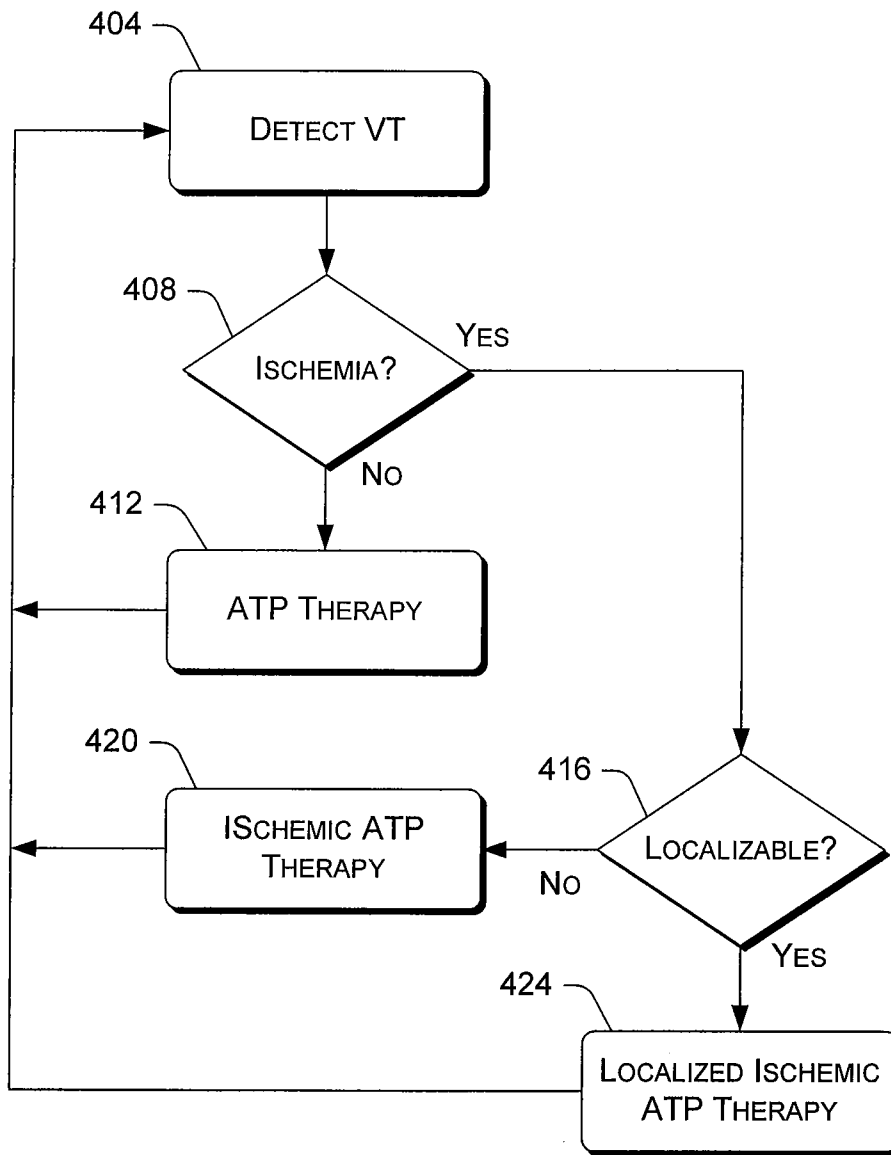 404
DETECT VT
408
ISCHEMIA?
YES
NO
412
ATP THERAPY
420
ISCHEMIC ATP
THERAPY
416
LOCALIZABLE?
NO
YES
424
LOCALIZED ISCHEMIC
ATP THERAPY